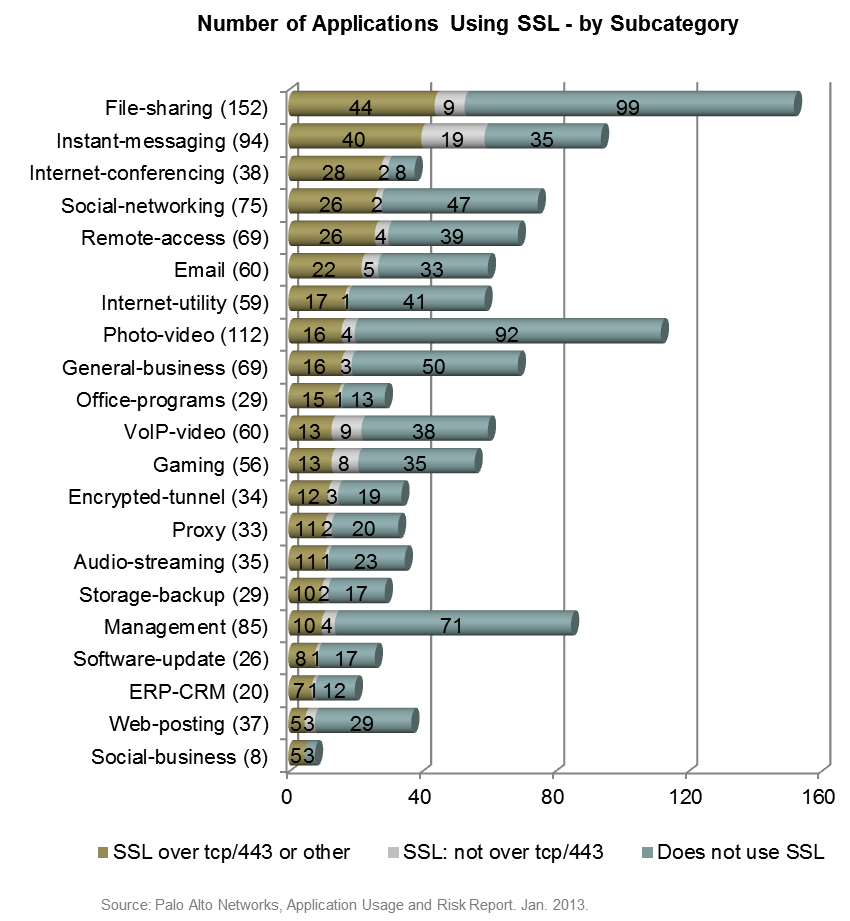 Number of Applications Using SSL - by Subcategory
File-sharing (152) 44 9 99
Instant-messaging (94) 40 19 35
Internet-conferencing (38) 28 2 8
Social-networking (75) 26 2 47
Remote-access (69) 26 4 39
Email (60) 22 5 33
Internet-utility (59) 17 1 41
Photo-video (112) 16 4 92
General-business (69) 16 3 50
Office-programs (29) 15 1 13
VoIP-video (60) 13 9 38
Gaming (56) 13 8 35
Encrypted-tunnel (34) 12 3 19
Proxy (33) 11 2 20
Audio-streaming (35) 11 1 23
Storage-backup (29) 10 2 17
Management (85) 10 4 71
Software-update (26) 8 1 17
ERP-CRM (20) 7 1 12
Web-posting (37) 5 3 29
Social-business (8) 5 3
0 40 80 120 160
SSL over tcp/443 or other SSL: not over tcp/443 Does not use SSL
Source: Palo Alto Networks, Application Usage and Risk Report. Jan. 2013.